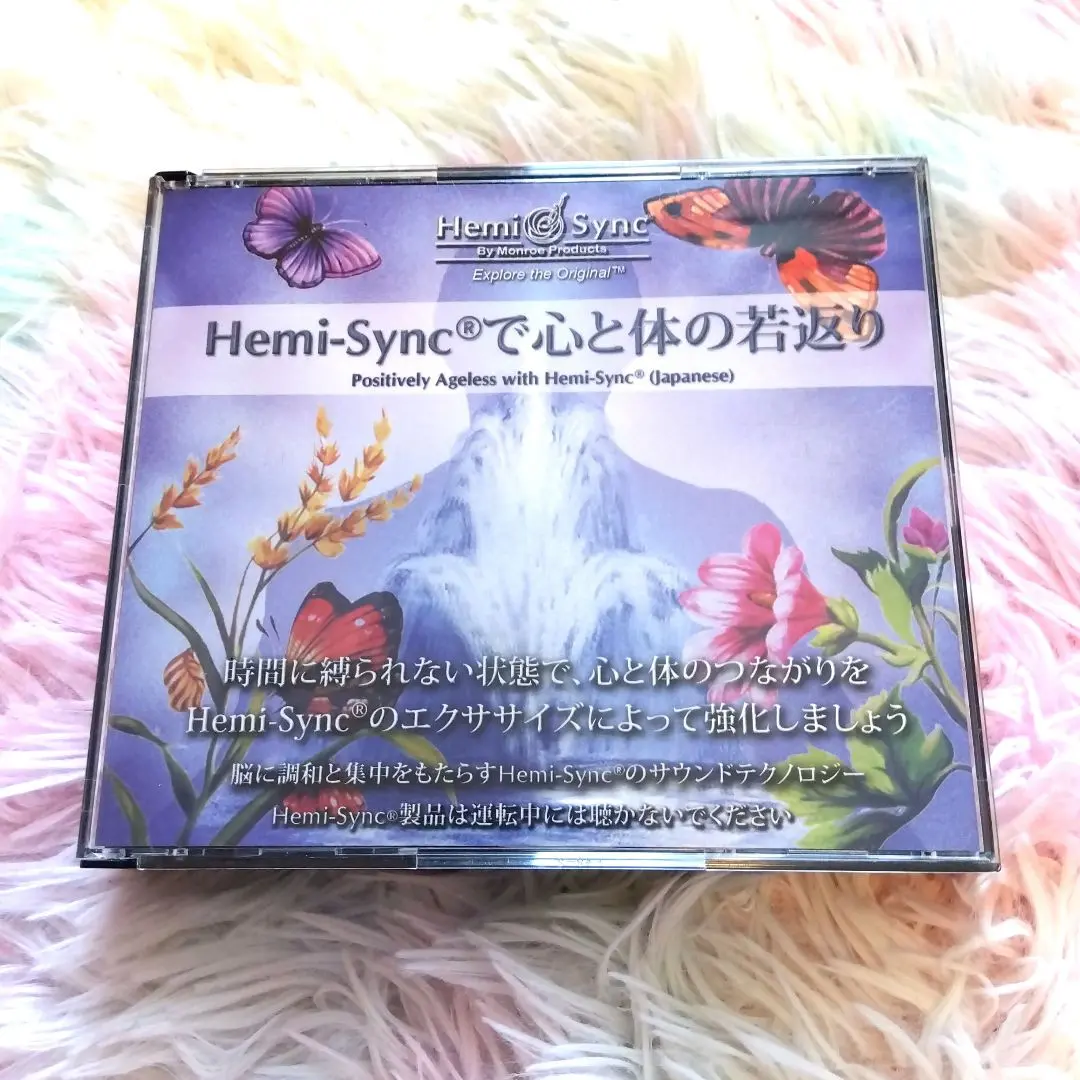 Hemi Sync
By Monroe Products
Explore the Original™
Hemi-Sync®で心と体の若返り
Positively Ageless with Hemi-Sync® (Japanese)
時間に縛られない状態で、心と体のつながりを
Hemi-Sync®のエクササイズによって強化しましょう
脳に調和と集中をもたらすHemi-Sync®のサウンドテクノロジー
Hemi-Sync®製品は運転中には聴かないでください